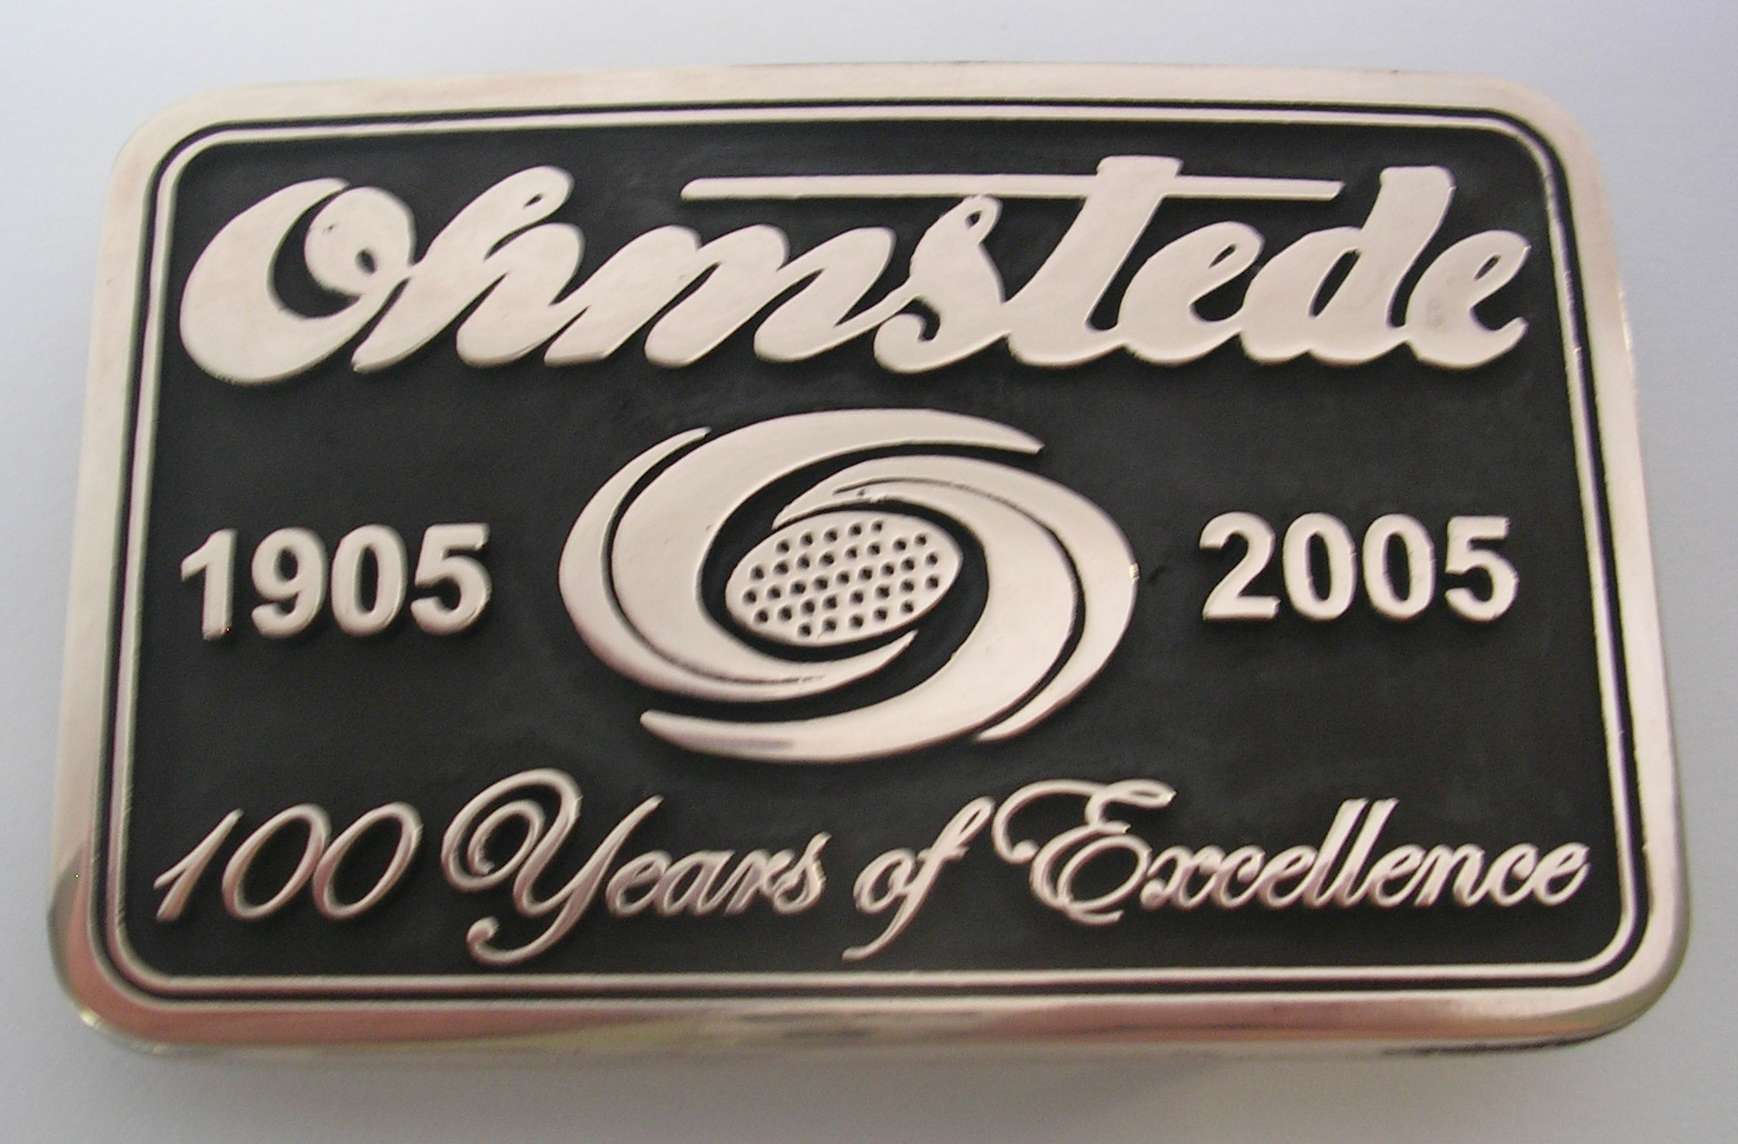 Ohmstede
1905 2005
100 Years of Excellence